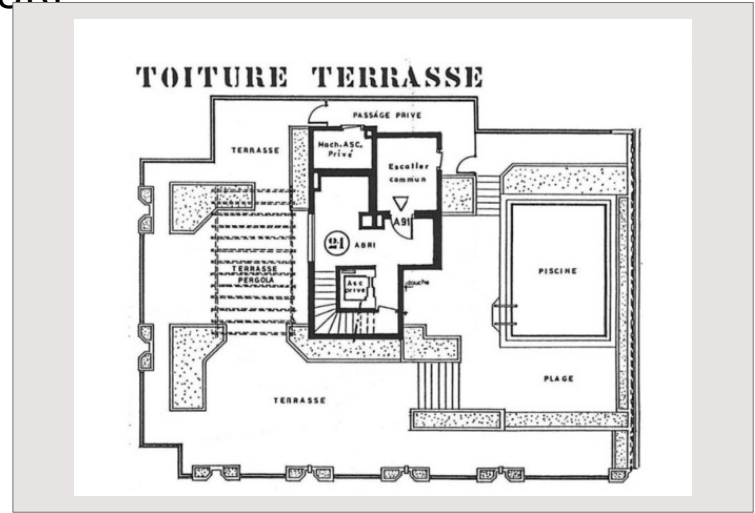 TOITURE TERRASSE
PASSAGE PRIVE
TERRASSE
Mach.ASC.
Privé
Escalier
commun
A91
21
ABRI
TERRASSE
PERGOLA
Asc
privé
douche
PISCINE
PLAGE
TERRASSE